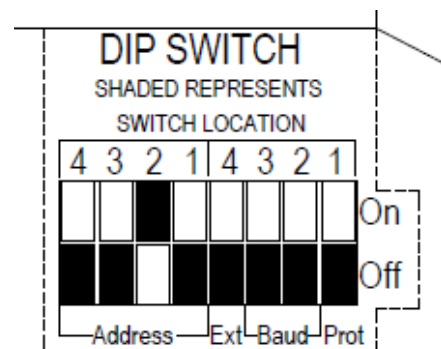 DIP SWITCH
SHADED REPRESENTS
SWITCH LOCATION
4 3 2 1 4 3 2 1
On
Off
Address Ext Baud Prot